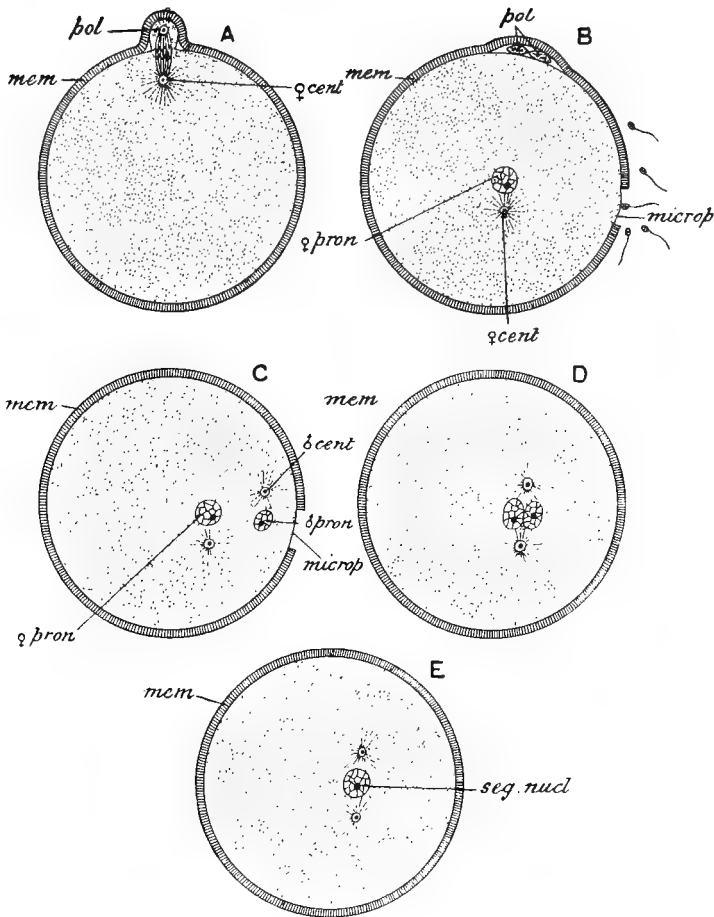 A
pol
mem
♀cent
B
pol
mem
♀pron
microp
♀cent
C
mem
♂cent
♂pron
microp
♀pron
D
mem
E
mem
seg. nucl